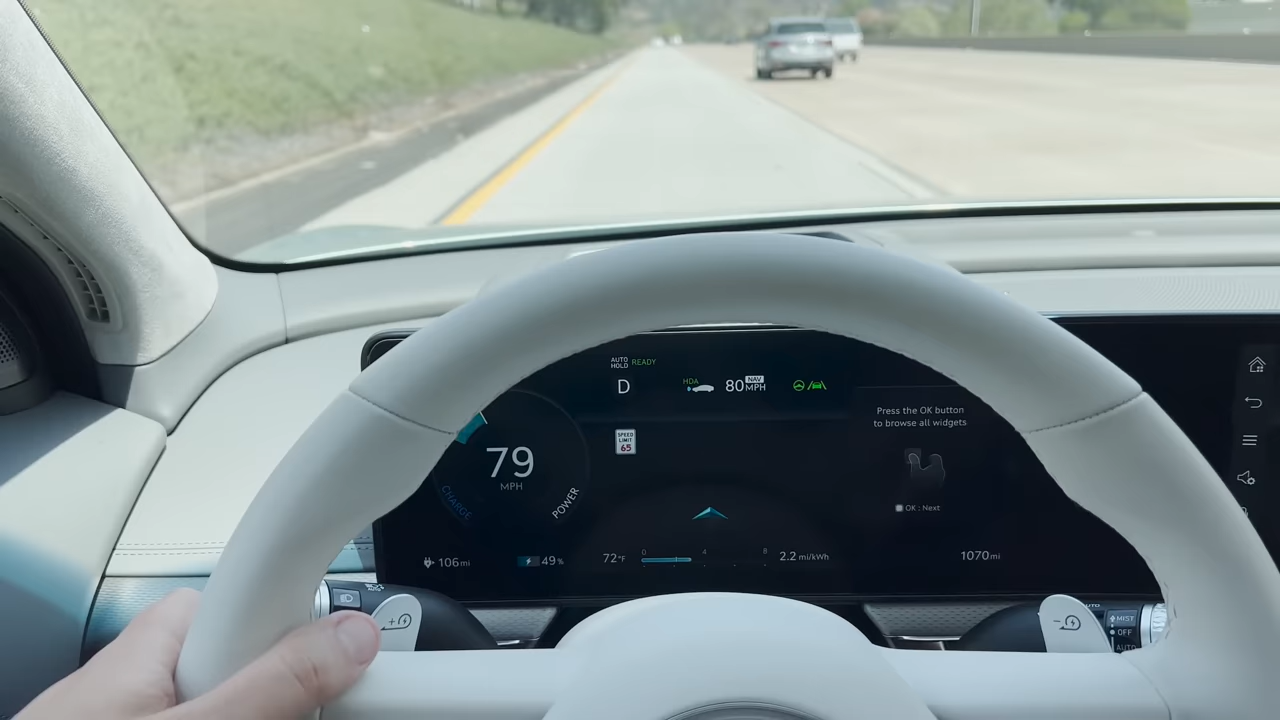 AUTO
HOLD
READY
D
HDA
80 NAV
MPH
SPEED
LIMIT
65
79
MPH
CHARGE
POWER
Press the OK button
to browse all widgets
OK : Next
106mi
49%
72°F
0 4 8
2.2 mi/kWh
1070mi
AUTO
AUTO
MIST
OFF
AUTO